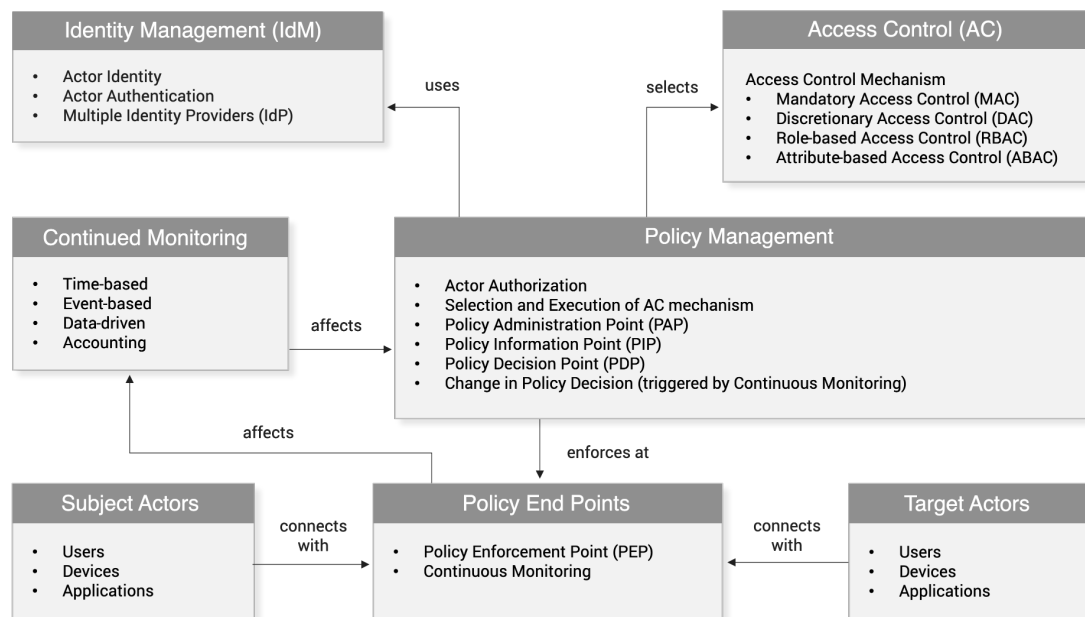 Identity Management (IdM)
• Actor Identity
• Actor Authentication
• Multiple Identity Providers (IdP)
uses
selects
Access Control (AC)
Access Control Mechanism
• Mandatory Access Control (MAC)
• Discretionary Access Control (DAC)
• Role-based Access Control (RBAC)
• Attribute-based Access Control (ABAC)
Continued Monitoring
• Time-based
• Event-based
• Data-driven
• Accounting
affects
Policy Management
• Actor Authorization
• Selection and Execution of AC mechanism
• Policy Administration Point (PAP)
• Policy Information Point (PIP)
• Policy Decision Point (PDP)
• Change in Policy Decision (triggered by Continuous Monitoring)
affects
enforces at
Subject Actors
• Users
• Devices
• Applications
connects
with
Policy End Points
• Policy Enforcement Point (PEP)
• Continuous Monitoring
connects
with
Target Actors
• Users
• Devices
• Applications